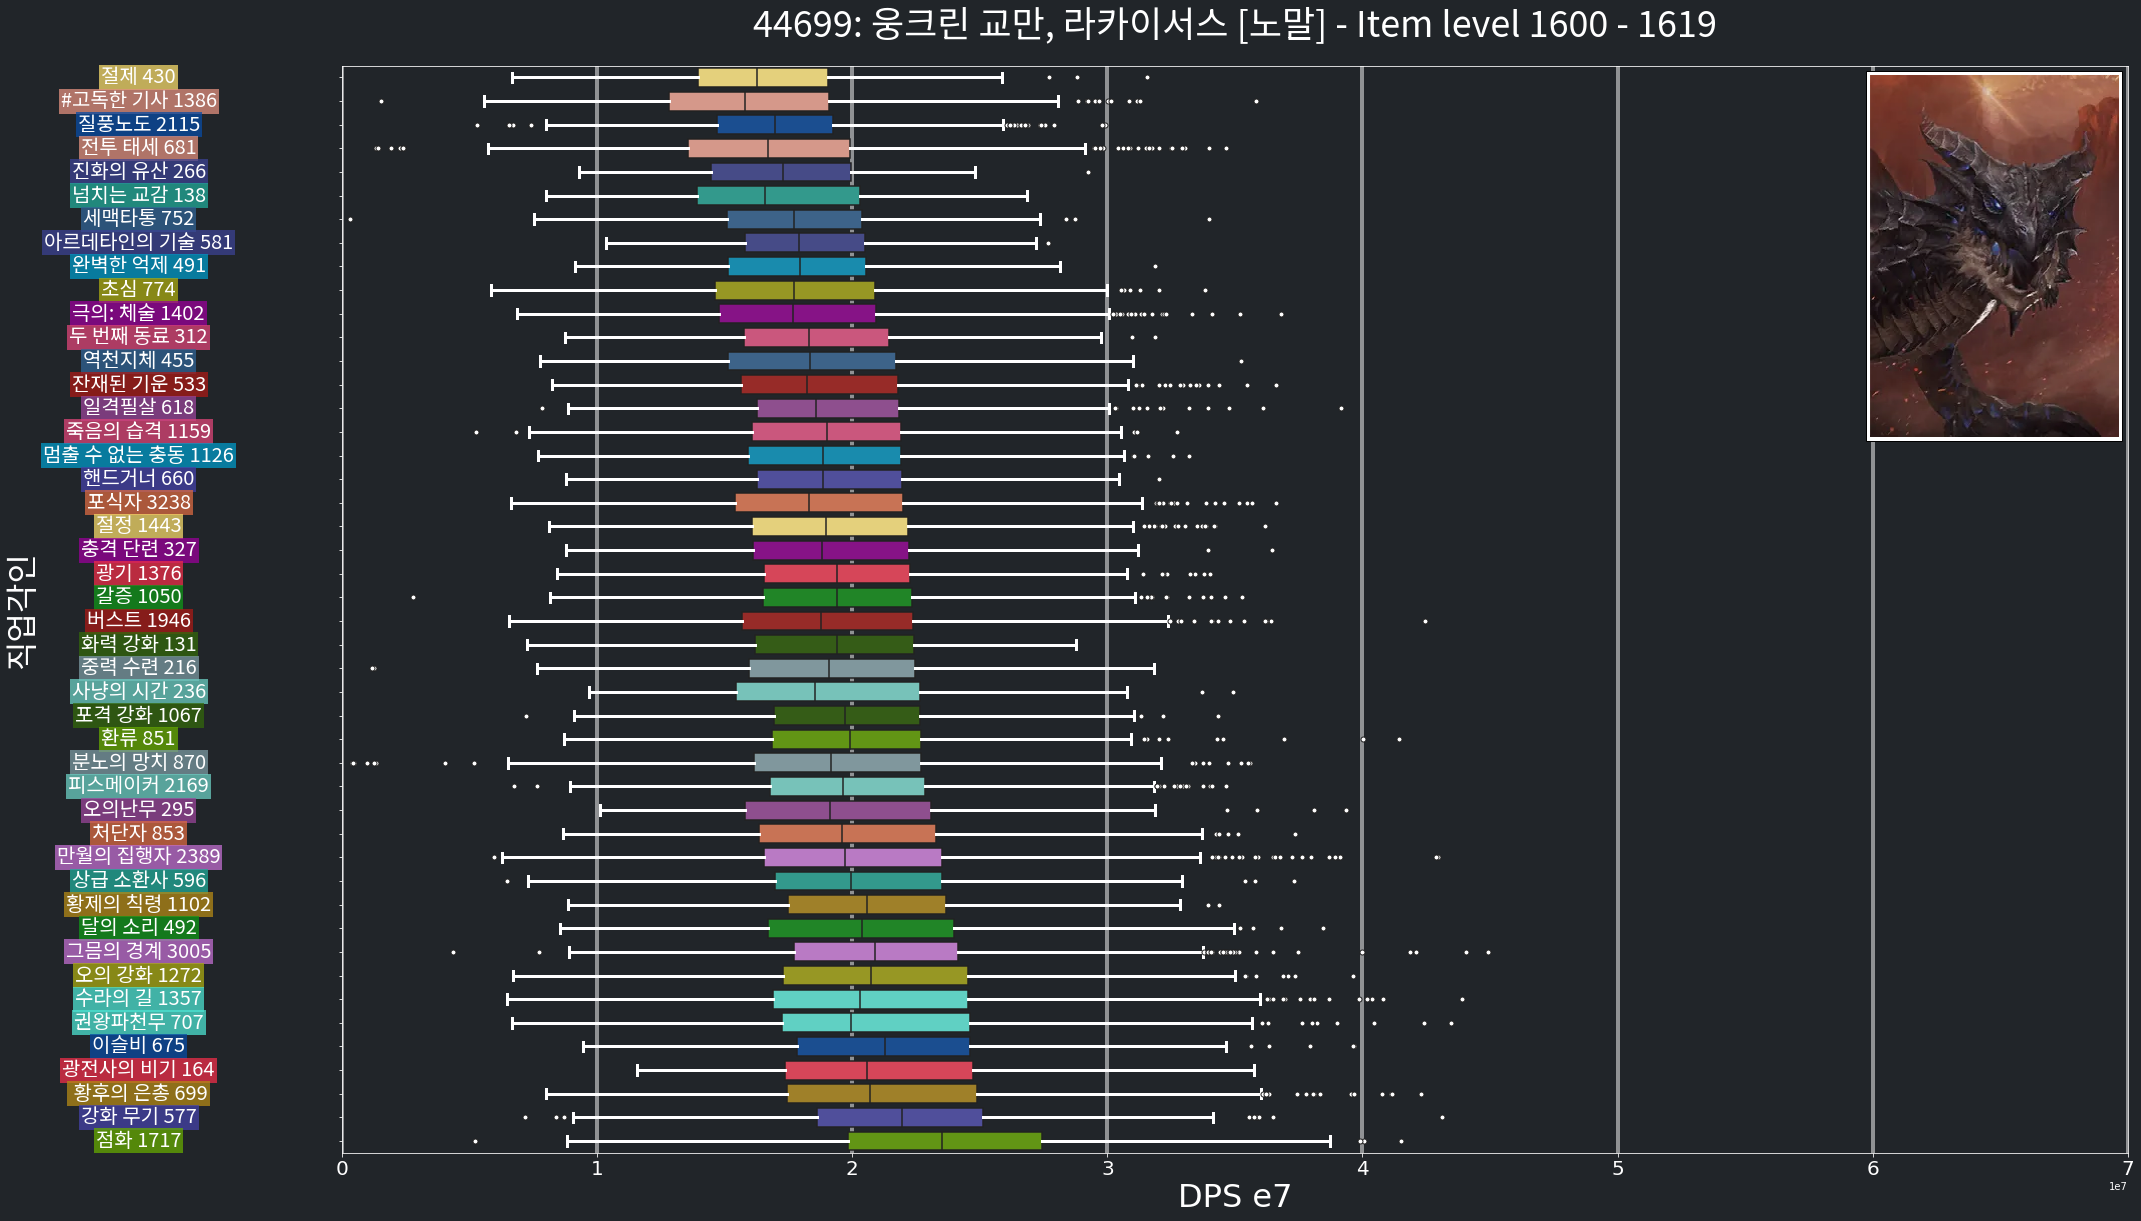 44699: 웅크린 교만, 라카이서스 [노말] - Item level 1600 - 1619
절제 430
#고독한 기사 1386
질풍노도 2115
전투 태세 681
진화의 유산 266
넘치는 교감 138
세맥타통 752
아르데타인의 기술 581
완벽한 억제 491
초심 774
극의: 체술 1402
두 번째 동료 312
역천지체 455
잔재된 기운 533
일격필살 618
죽음의 습격 1159
멈출 수 없는 충동 1126
핸드거너 660
포식자 3238
절정 1443
충격 단련 327
광기 1376
갈증 1050
버스트 1946
화력 강화 131
중력 수련 216
사냥의 시간 236
포격 강화 1067
환류 851
분노의 망치 870
피스메이커 2169
오의난무 295
처단자 853
만월의 집행자 2389
상급 소환사 596
황제의 칙령 1102
달의 소리 492
그믐의 경계 3005
오의 강화 1272
수라의 길 1357
권왕파천무 707
이슬비 675
광전사의 비기 164
황후의 은총 699
강화 무기 577
점화 1717
직업각인
0 1 2 3 4 5 6 7
DPS e7
1e7